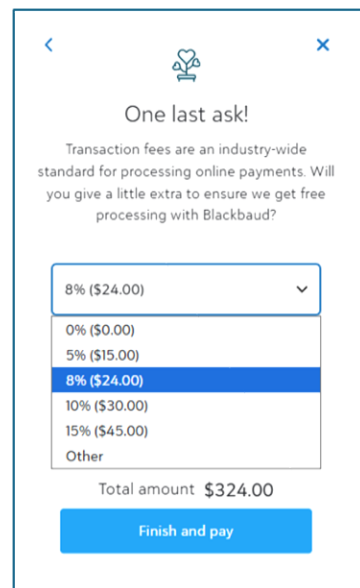 One last ask!
Transaction fees are an industry-wide
standard for processing online payments. Will
you give a little extra to ensure we get free
processing with Blackbaud?
8% ($24.00)
0% ($0.00)
5% ($15.00)
8% ($24.00)
10% ($30.00)
15% ($45.00)
Other
Total amount $324.00
Finish and pay